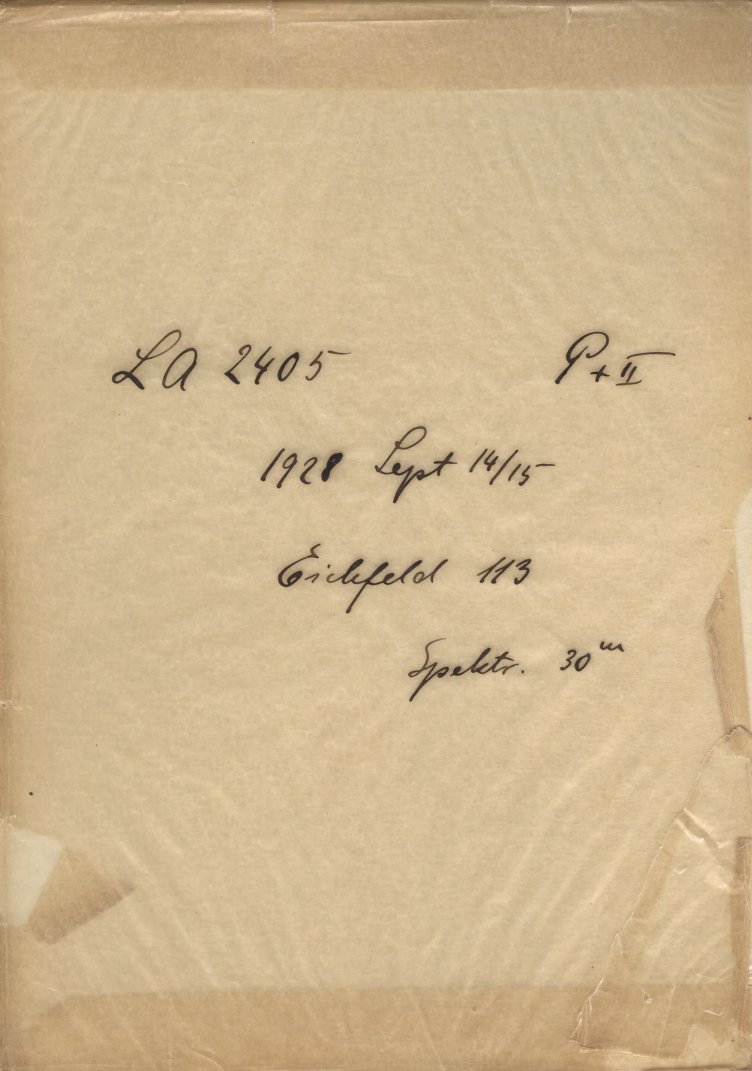 LA 2405 P + II
1928 Sept 14/15
Eichfeld 113
Spektr. 30ᵐ